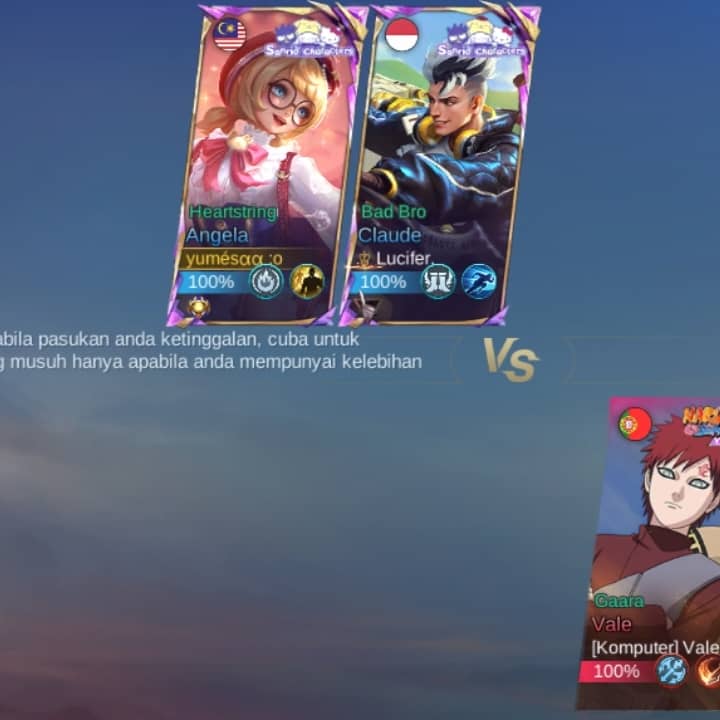 Sanrio characters
Sanrio characters
Heartstring
Angela
yumésαα :o
100%
Bad Bro
Claude
Lucifer.
100%
pabila pasukan anda ketinggalan, cuba untuk
g musuh hanya apabila anda mempunyai kelebihan
VS
Gaara
Vale
[Komputer] Vale
100%